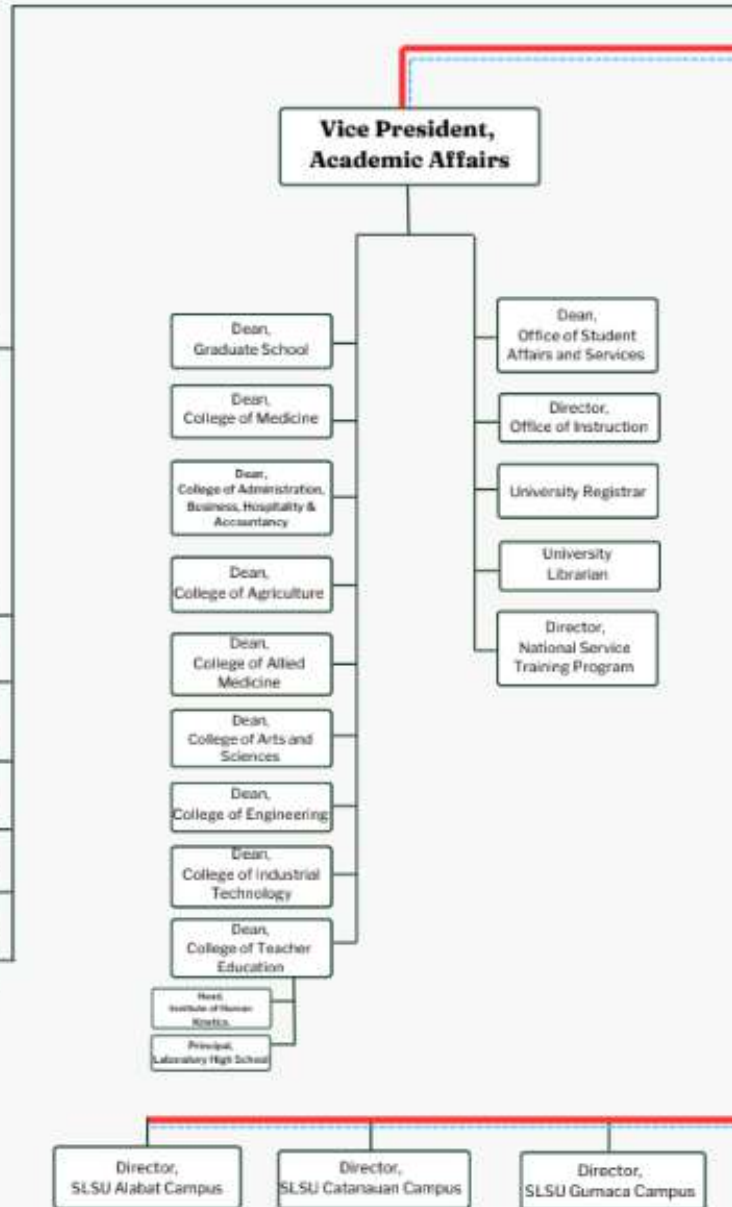 Vice President,
Academic Affairs
Dean,
Graduate School
Dean,
College of Medicine
Dean,
College of Administration,
Business, Hospitality &
Accountancy
Dean,
College of Agriculture
Dean,
College of Allied
Medicine
Dean,
College of Arts and
Sciences
Dean,
College of Engineering
Dean,
College of Industrial
Technology
Dean,
College of Teacher
Education
Head,
Institute of Human
Kinetics,
Principal,
Laboratory High School
Dean,
Office of Student
Affairs and Services
Director,
Office of Instruction
University Registrar
University
Librarian
Director,
National Service
Training Program
Director,
SLSU Alabat Campus
Director,
SLSU Catanauan Campus
Director,
SLSU Gumaca Campus